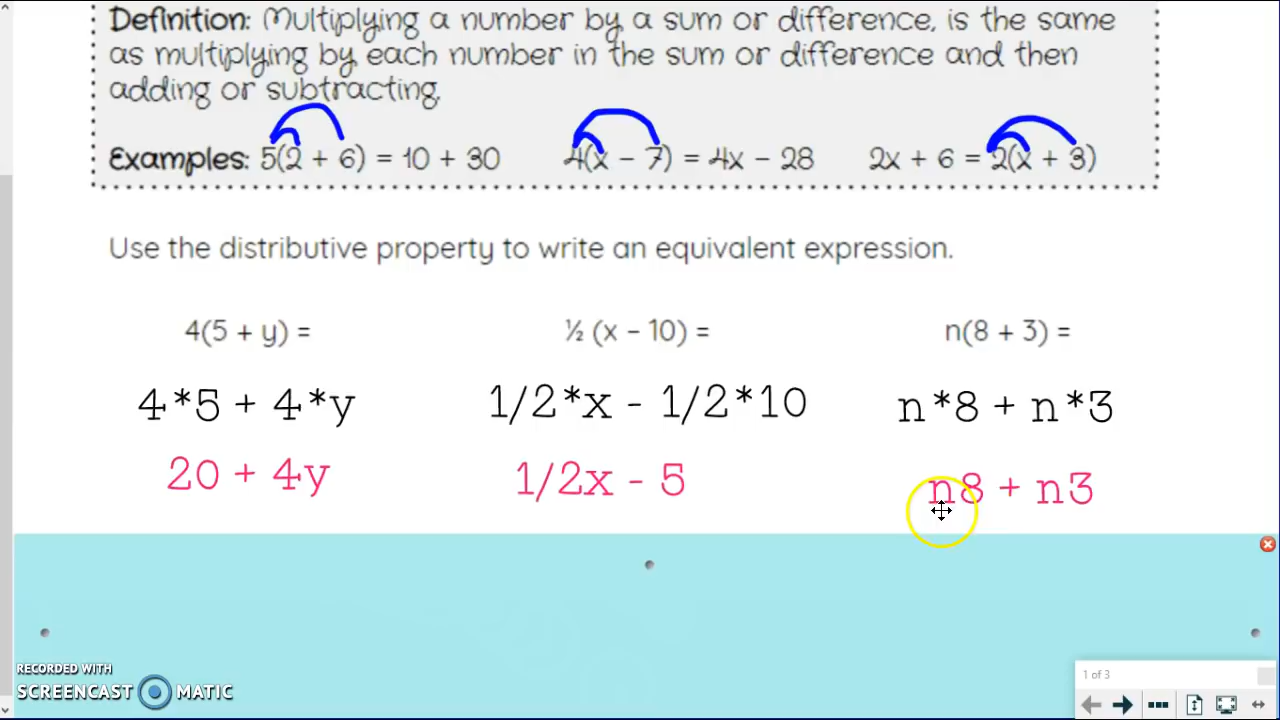 Definition: Multiplying a number by a sum or difference, is the same
as multiplying by each number in the sum or difference and then
adding or subtracting.
Examples: 5(2 + 6) = 10 + 30 4(x - 7) = 4x - 28 2x + 6 = 2(x + 3)
Use the distributive property to write an equivalent expression.
4(5 + y) = ½ (x - 10) = n(8 + 3) =
4*5 + 4*y 1/2*x - 1/2*10 n*8 + n*3
20 + 4y 1/2x - 5 n8 + n3
RECORDED WITH
SCREENCAST MATIC
1 of 3